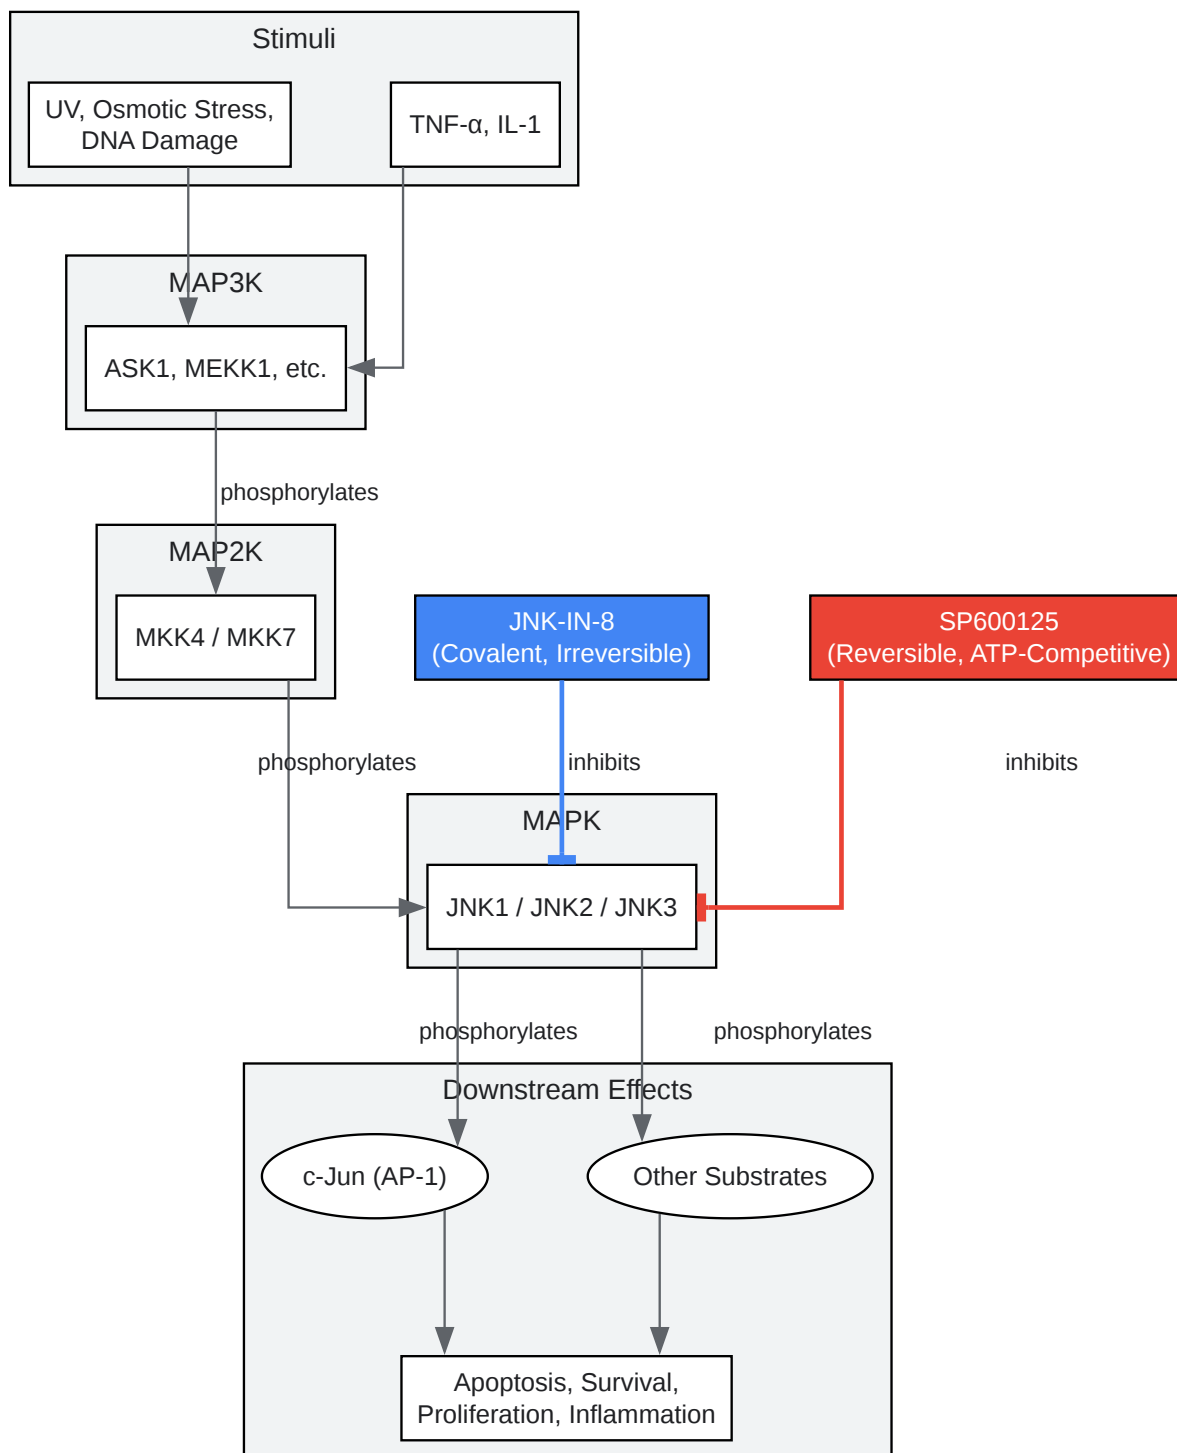 Stimuli
UV, Osmotic Stress,
DNA Damage
TNF-α, IL-1
MAP3K
ASK1, MEKK1, etc.
phosphorylates
MAP2K
MKK4 / MKK7
JNK-IN-8
(Covalent, Irreversible)
SP600125
(Reversible, ATP-Competitive)
phosphorylates
inhibits
inhibits
MAPK
JNK1 / JNK2 / JNK3
phosphorylates
phosphorylates
Downstream Effects
c-Jun (AP-1)
Other Substrates
Apoptosis, Survival,
Proliferation, Inflammation